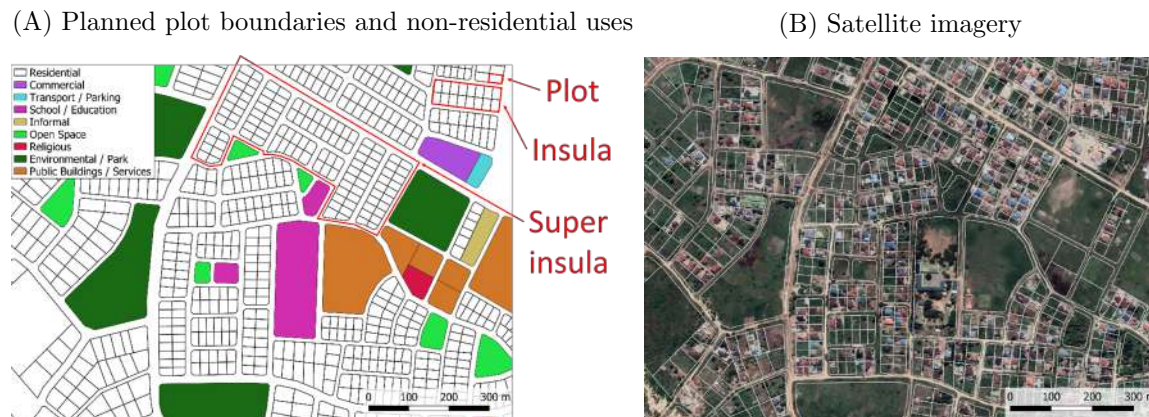 (A) Planned plot boundaries and non-residential uses
(B) Satellite imagery
Residential
Commercial
Transport / Parking
School / Education
Informal
Open Space
Religious
Environmental / Park
Public Buildings / Services
Plot
Insula
Super
insula
0 100 200 300 m
0 100 200 300 m